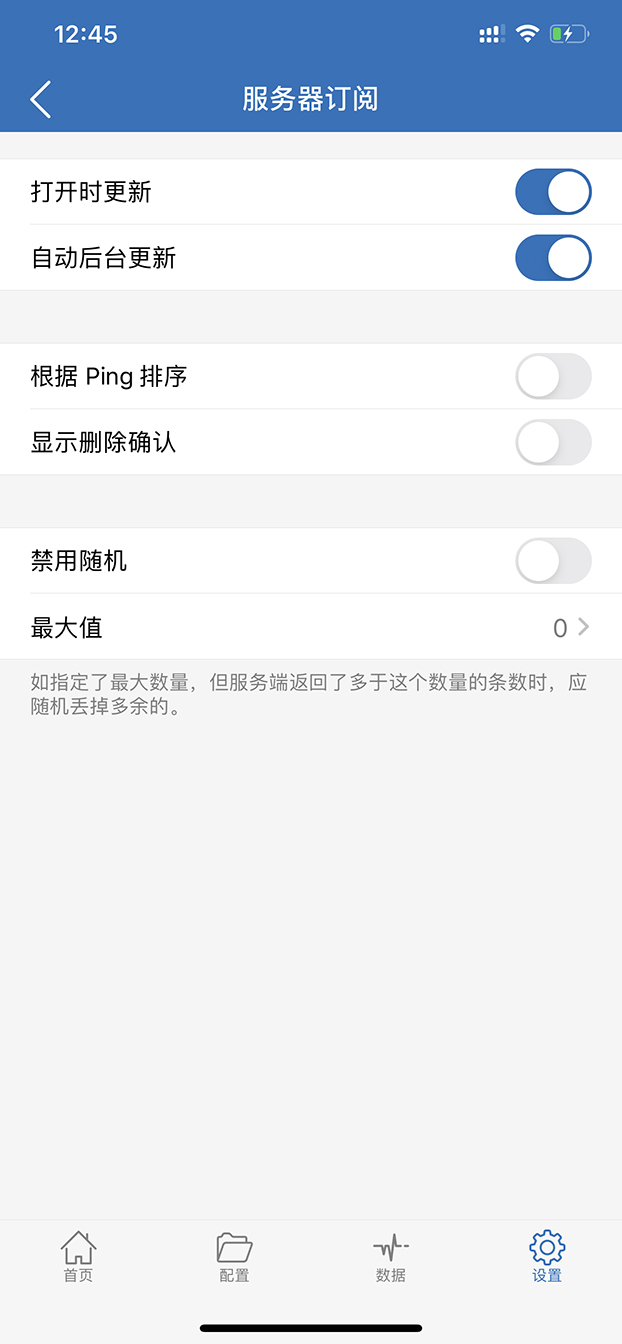 12:45
服务器订阅
打开时更新
自动后台更新
根据 Ping 排序
显示删除确认
禁用随机
最大值 0
如指定了最大数量，但服务端返回了多于这个数量的条数时，应
随机丢掉多余的。
首页 配置 数据 设置